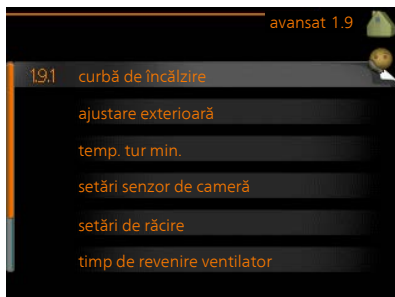 avansat 1.9
1.9.1 curbă de încălzire
ajustare exterioară
temp. tur min.
setări senzor de cameră
setări de răcire
timp de revenire ventilator